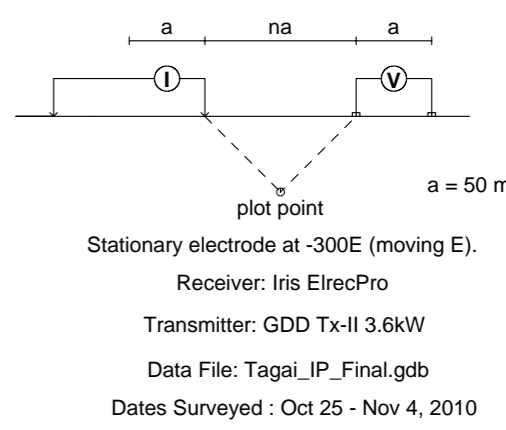 a na a
I V
a = 50 m
plot point
Stationary electrode at -300E (moving E).
Receiver: Iris ElrecPro
Transmitter: GDD Tx-II 3.6kW
Data File: Tagai_IP_Final.gdb
Dates Surveyed : Oct 25 - Nov 4, 2010